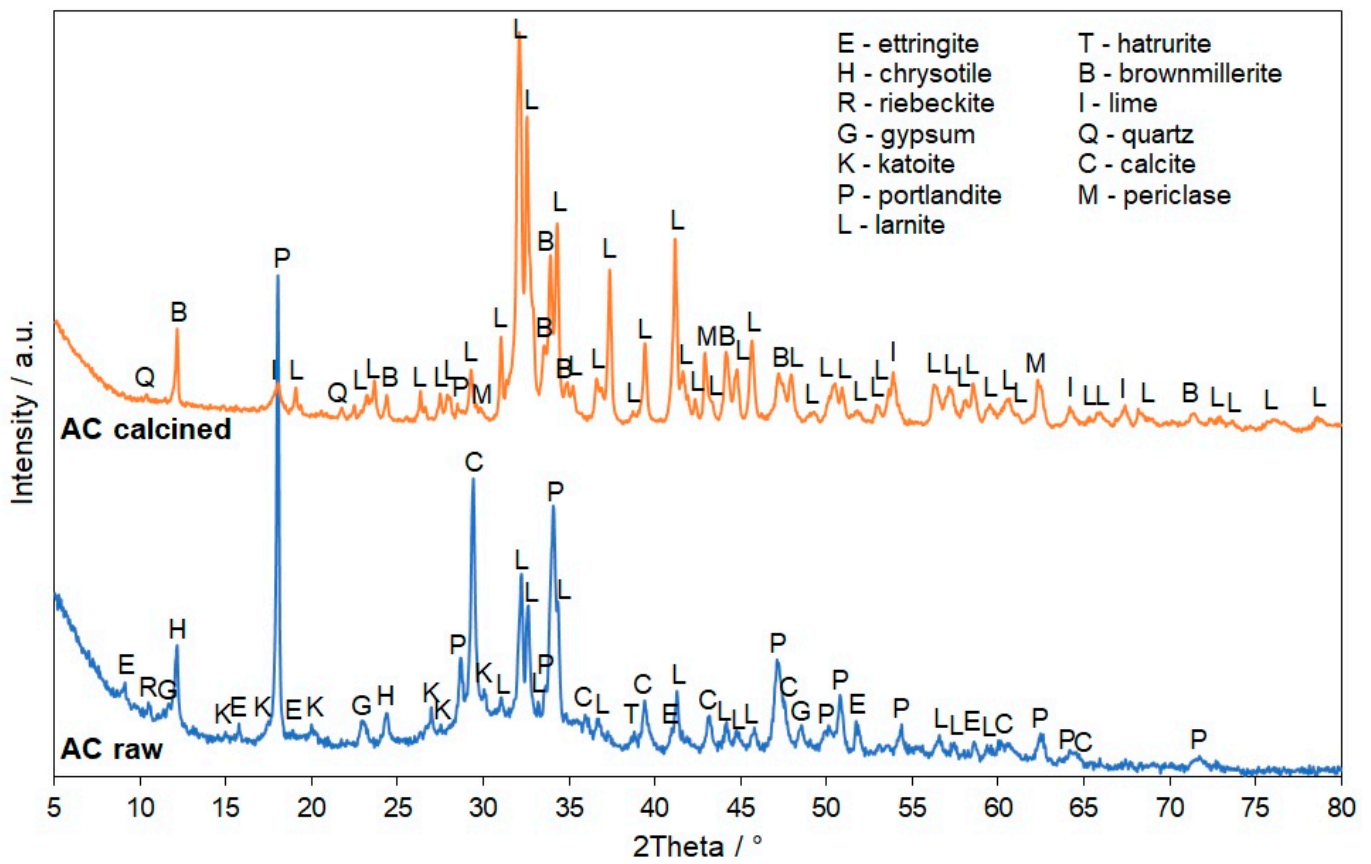 E - ettringite
H - chrysotile
R - riebeckite
G - gypsum
K - katoite
P - portlandite
L - larnite
T - hatrurite
B - brownmillerite
I - lime
Q - quartz
C - calcite
M - periclase
Intensity / a.u.
Q B L L Q L L B L L L P L M L L L B B L B L L L L L L L L M L B L L B L L L L L L I L L L L L L L M I L L I L B L L L L
AC calcined
E R G H K E K P E K G H K K P C K L L L L P P L C L T C E L C L L L P C G P P E P L L E L C P P C P
AC raw
5 10 15 20 25 30 35 40 45 50 55 60 65 70 75 80
2Theta / °